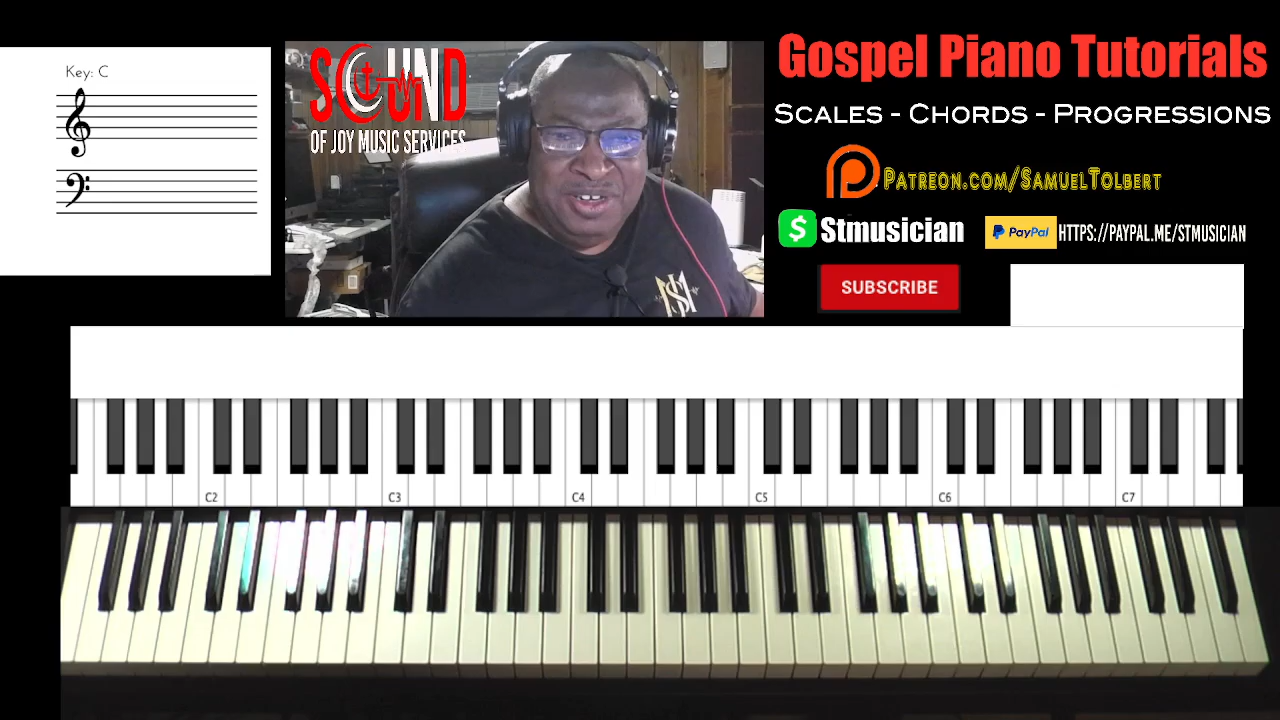 Key: C
SOUND
OF JOY MUSIC SERVICES
Gospel Piano Tutorials
SCALES - CHORDS - PROGRESSIONS
PATREON.COM/SAMUELTOLBERT
$ Stmusician
PayPal HTTPS://PAYPAL.ME/STMUSICIAN
SUBSCRIBE
C2 C3 C4 C5 C6 C7